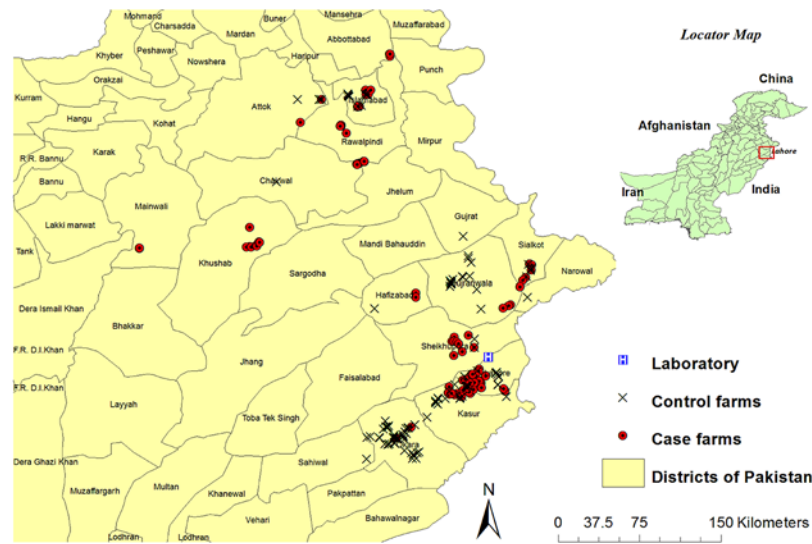 Mohmand
Charsadda
Mardan
Buner
Mansehra
Muzaffarabad
Abbottabad
Khyber
Peshawar
Nowshera
Haripur
Punch
Orakzai
Kurram
Hangu
Kohat
Attok
Islamabad
Karak
Rawalpindi
Mirpur
R.R. Bannu
Bannu
Chakwal
Jhelum
Lakki marwat
Mainwali
Gujrat
Tank
Khushab
Mandi Bahauddin
Sialkot
Sargodha
Narowal
Gujranwala
Hafizabad
Dera Ismail Khan
Bhakkar
F.R. D.I.Khan
Sheikhupura
Jhang
F.R. D.I.Khan
Faisalabad
Layyah
Kasur
Toba Tek Singh
Dera Ghazi Khan
Sahiwal
Muzaffargarh
Multan
Khanewal
Pakpattan
Vehari
Bahawalnagar
Lodhran
Lodhran
Locator Map
China
Afghanistan
Lahore
Iran
India
H
Laboratory
Control farms
Case farms
Districts of Pakistan
N
0 37.5 75 150 Kilometers